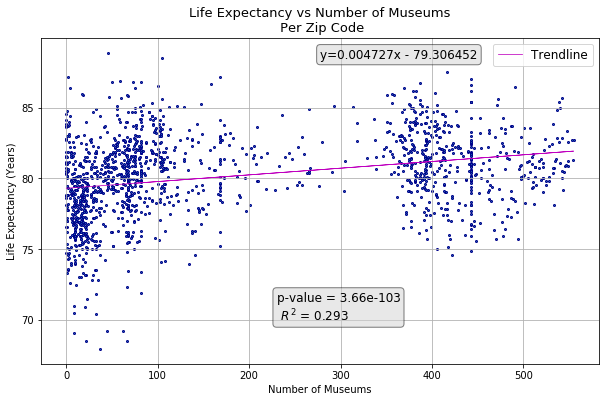 Life Expectancy vs Number of Museums
Per Zip Code
y=0.004727x - 79.306452
Trendline
85
80
75
70
Life Expectancy (Years)
p-value = 3.66e-103
R² = 0.293
0 100 200 300 400 500
Number of Museums